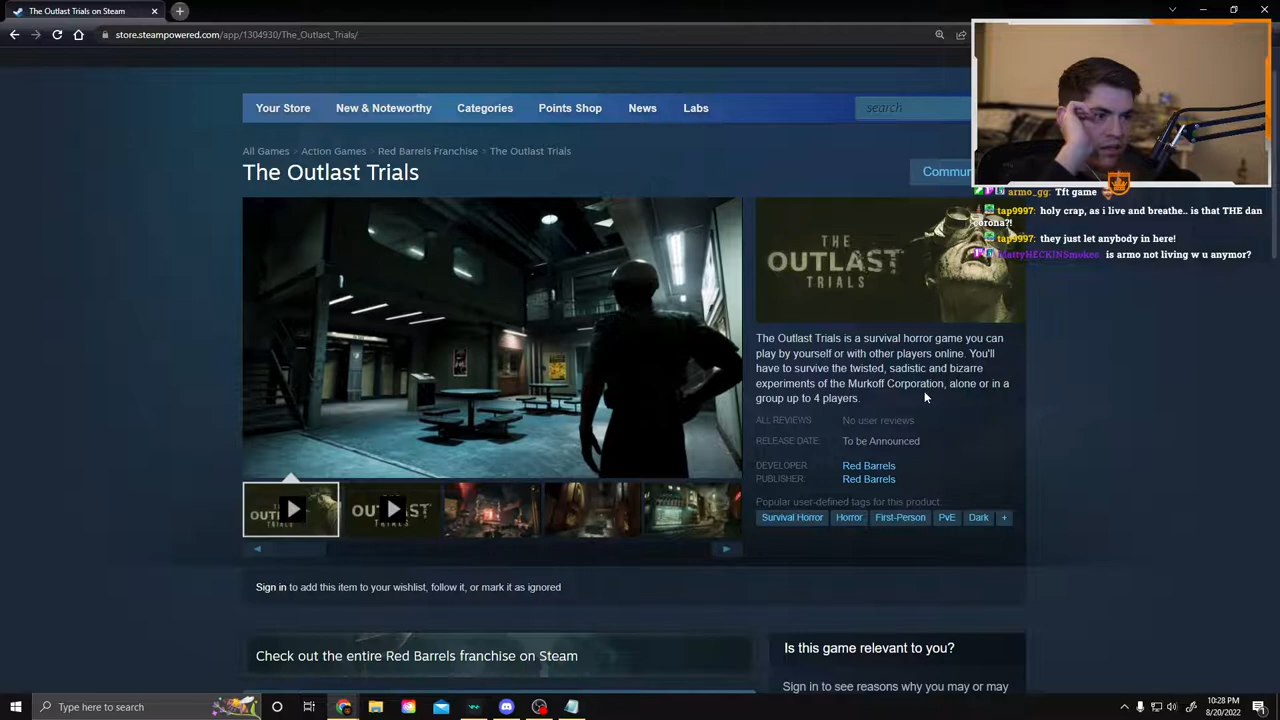 The Outlast Trials on Steam
store.steampowered.com/app/1304930/The_Outlast_Trials/
Your Store
New & Noteworthy
Categories
Points Shop
News
Labs
search
All Games > Action Games > Red Barrels Franchise > The Outlast Trials
The Outlast Trials
Commun
armo_gg: Tft game
tap9997: holy crap, as i live and breathe.. is that THE dan
corona?!
tap9997: they just let anybody in here!
MattyHECKINSmokes is armo not living w u anymor?
THE
OUTLAST
TRIALS
The Outlast Trials is a survival horror game you can
play by yourself or with other players online. You'll
have to survive the twisted, sadistic and bizarre
experiments of the Murkoff Corporation, alone or in a
group up to 4 players.
ALL REVIEWS: No user reviews
RELEASE DATE: To be Announced
DEVELOPER: Red Barrels
PUBLISHER: Red Barrels
Popular user-defined tags for this product:
Survival Horror
Horror
First-Person
PvE
Dark
+
Sign in to add this item to your wishlist, follow it, or mark it as ignored
Check out the entire Red Barrels franchise on Steam
Is this game relevant to you?
Sign in to see reasons why you may or may
Type here to search
10:28 PM
8/20/2022